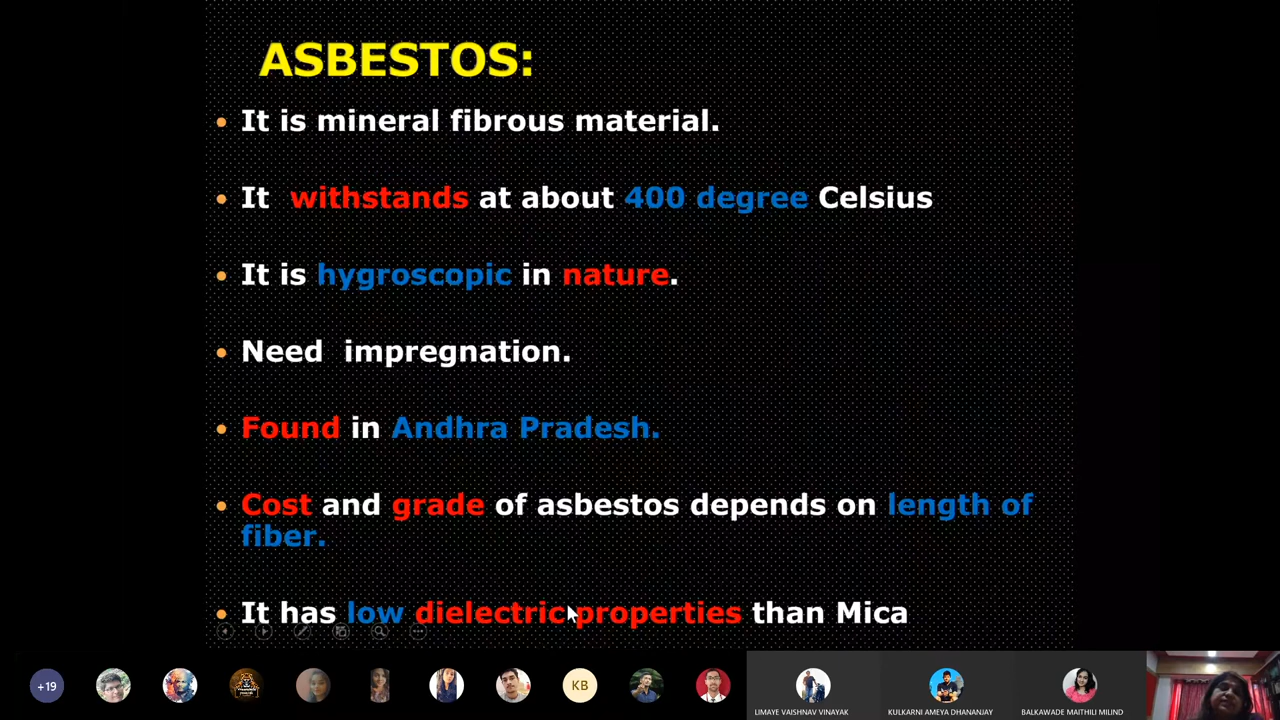 ASBESTOS:
It is mineral fibrous material.
It withstands at about 400 degree Celsius
It is hygroscopic in nature.
Need impregnation.
Found in Andhra Pradesh.
Cost and grade of asbestos depends on length of
fiber.
It has low dielectric properties than Mica
+19
KB
LIMAYE VAISHNAV VINAYAK
KULKARNI AMEYA DHANANJAY
BALKAWADE MAITHILI MILIND